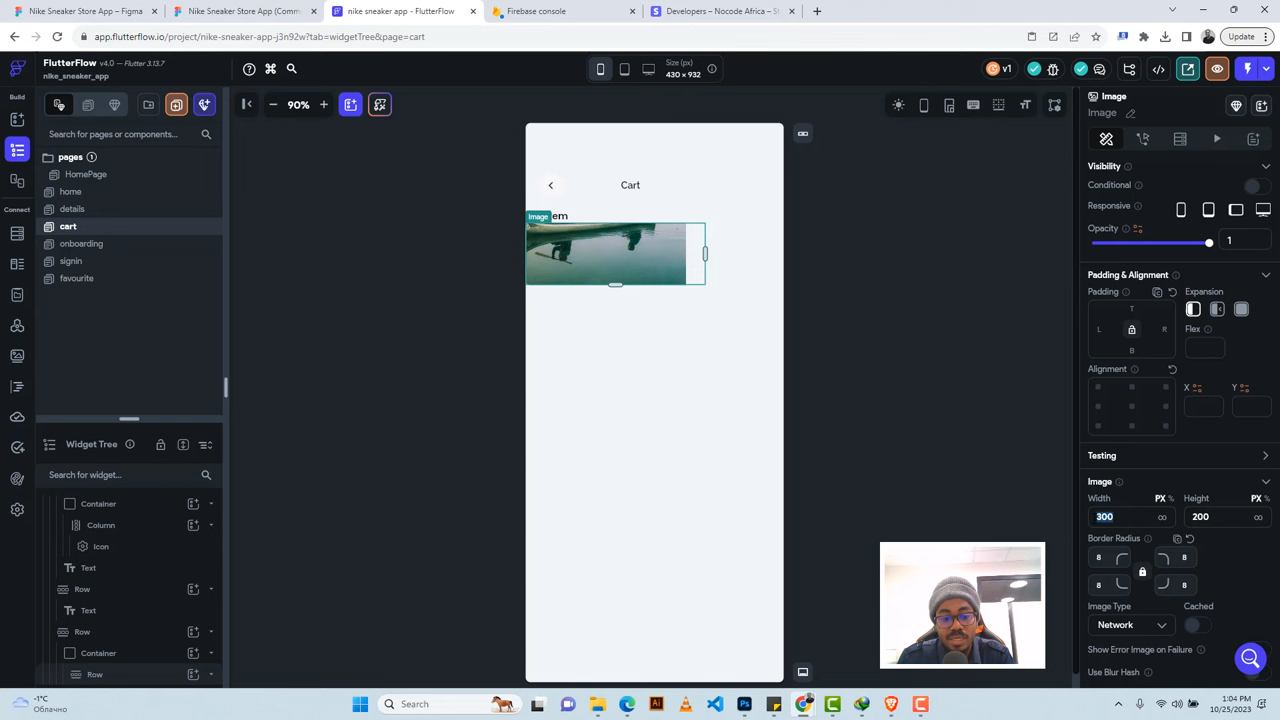 Nike Sneaker Store App – Figma
Nike Sneaker Store App (Comm
nike sneaker app - FlutterFlow
Firebase console
Developers – Nocode Africa – St
app.flutterflow.io/project/nike-sneaker-app-j3n92w?tab=widgetTree&page=cart
Update
FlutterFlow v4.0 – Flutter 3.13.7
nike_sneaker_app
Size (px)
430 × 932
v1
Build
90%
Search for pages or components...
pages 1
HomePage
home
details
Connect
cart
onboarding
signin
favourite
Widget Tree
Search for widget...
Container
Column
Icon
Text
Row
Text
Row
Container
Row
Cart
Image em
Image
Image
Visibility
Conditional
Responsive
Opacity
1
Padding & Alignment
Padding
Expansion
T
L
R
B
Flex
Alignment
X
Y
Testing
Image
Width PX %
Height PX %
300 ∞
200 ∞
Border Radius
8
8
8
8
Image Type
Cached
Network
Show Error Image on Failure
Use Blur Hash
-1°C
Облачно
Search
1:04 PM
10/25/2023